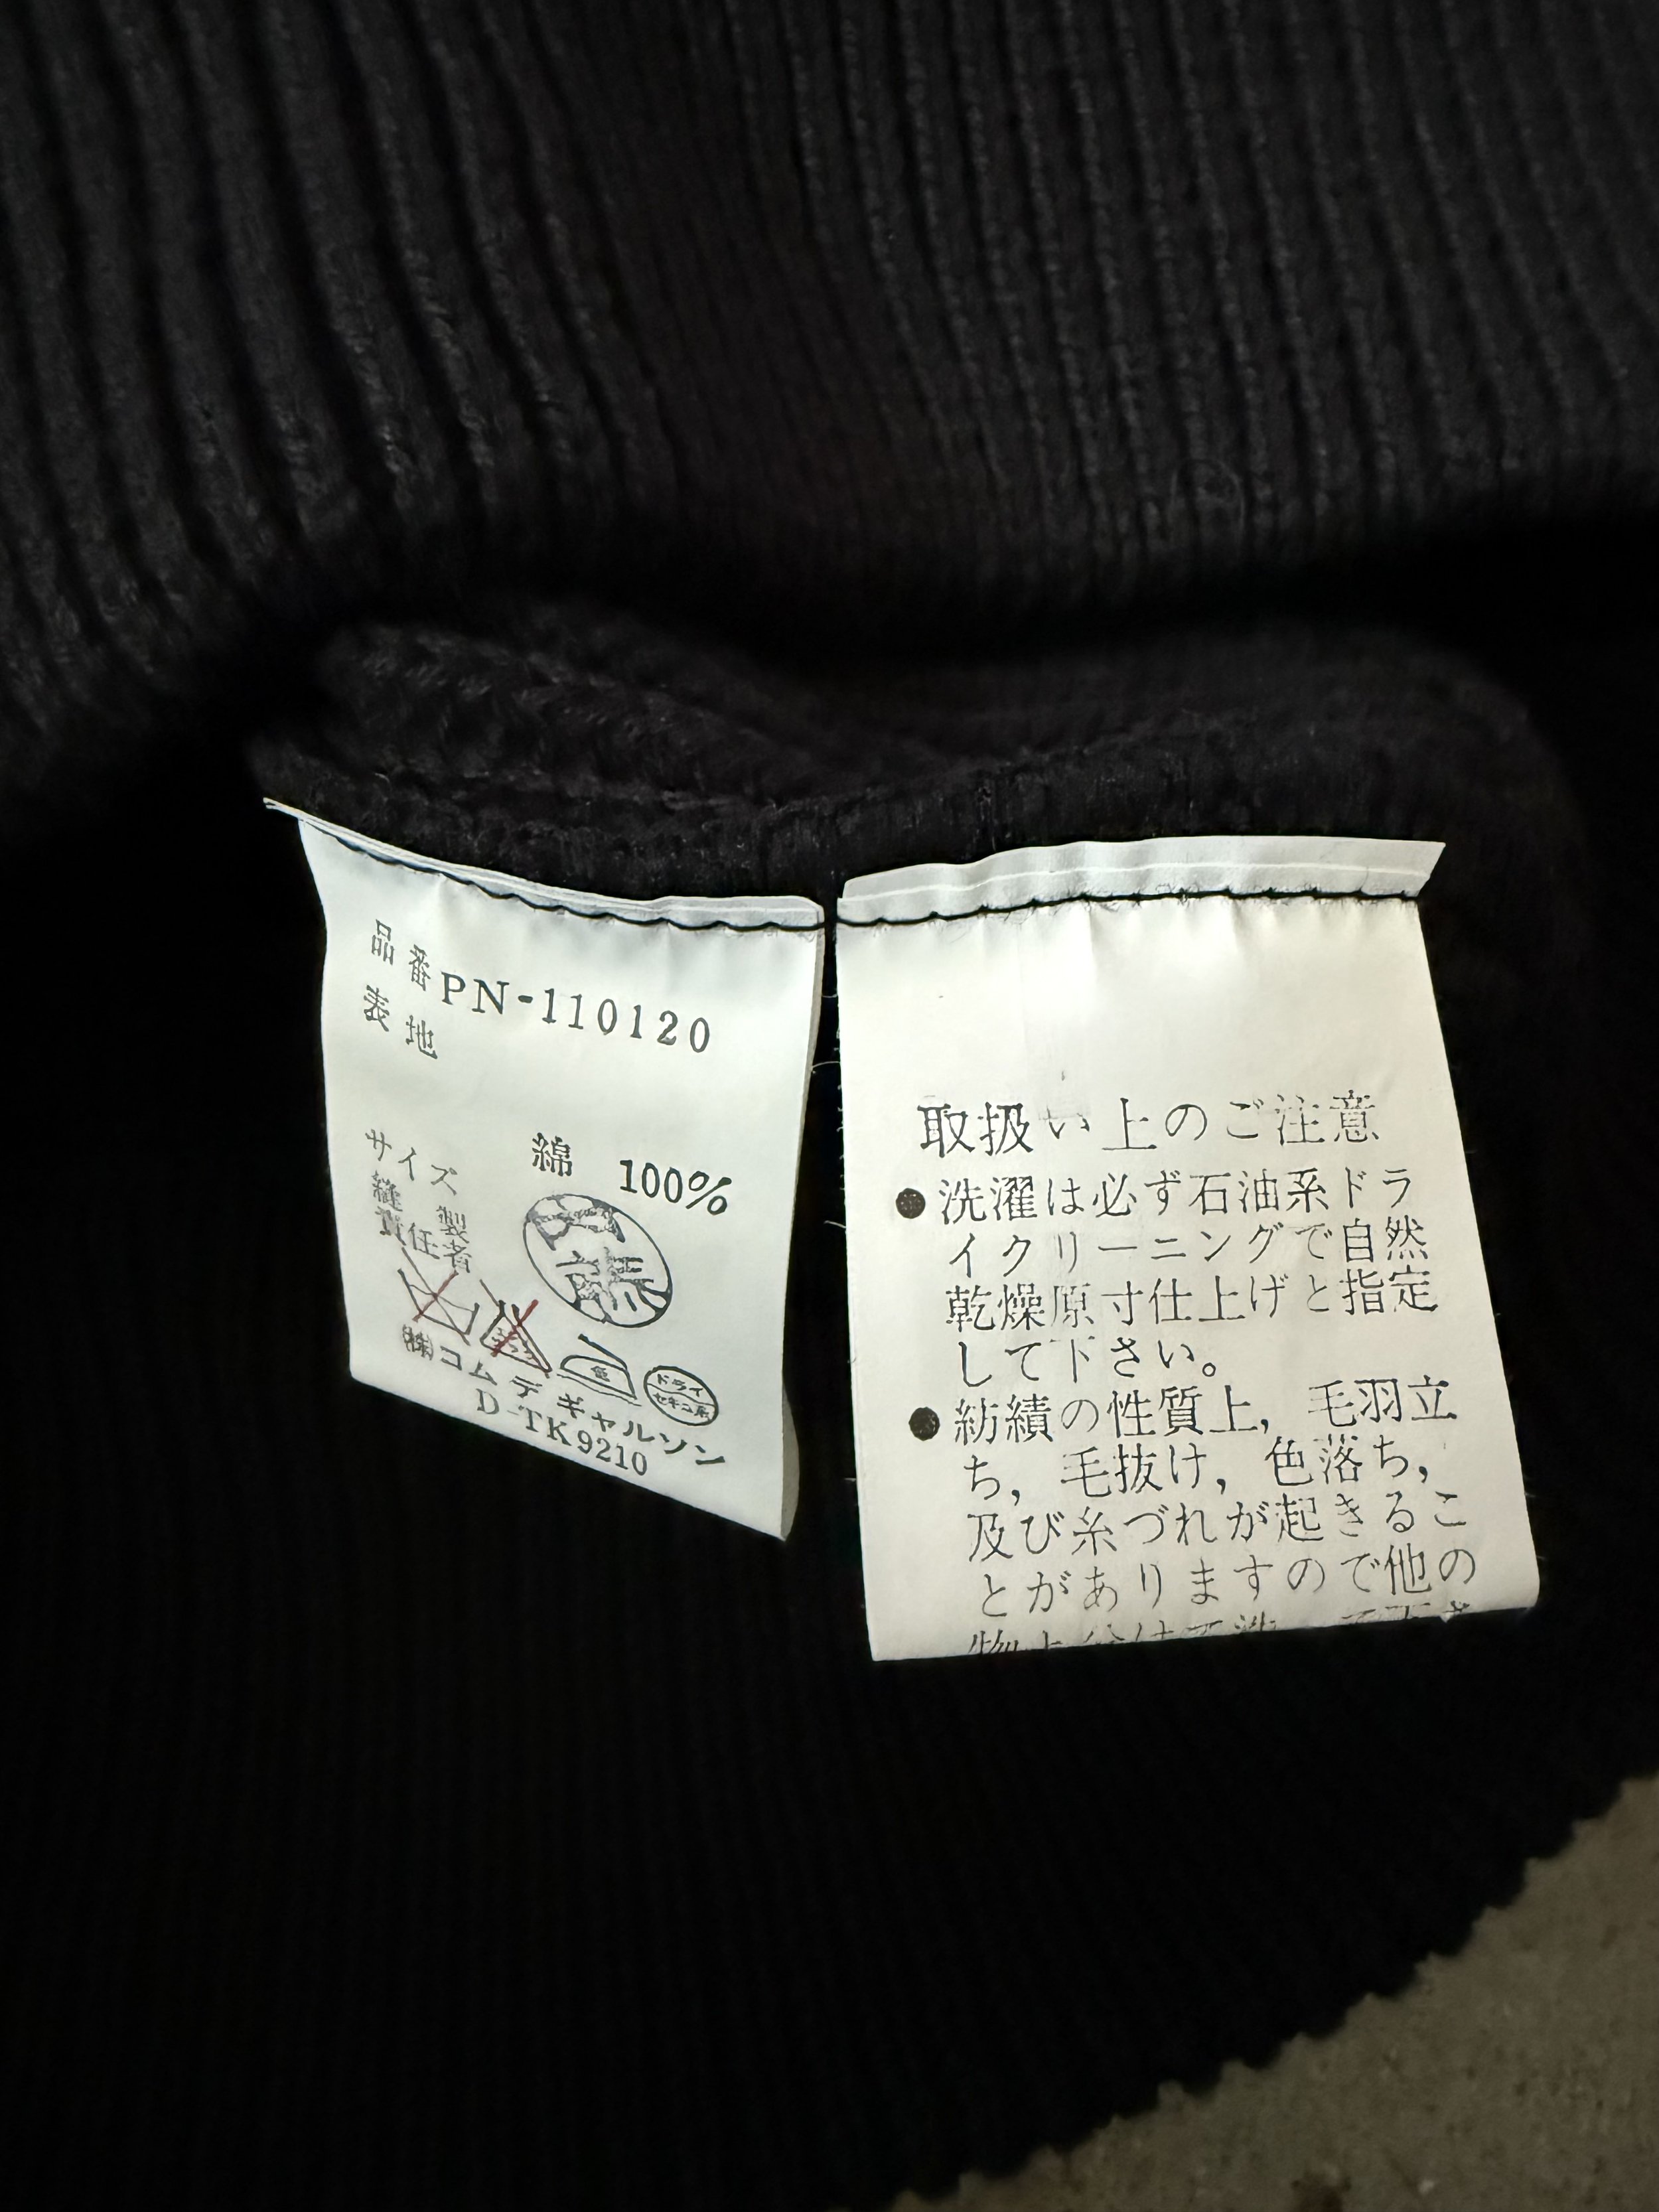 品番 PN-110120
表地
綿 100%
サイズ
縫製
責任者
ドライ
セキユ系
㈱コムデギャルソン
D-TK9210
取扱い上のご注意
●洗濯は必ず石油系ドラ
イクリーニングで自然
乾燥原寸仕上げと指定
して下さい。
●紡績の性質上，毛羽立
ち，毛抜け，色落ち，
及び糸づれが起きるこ
とがありますので他の